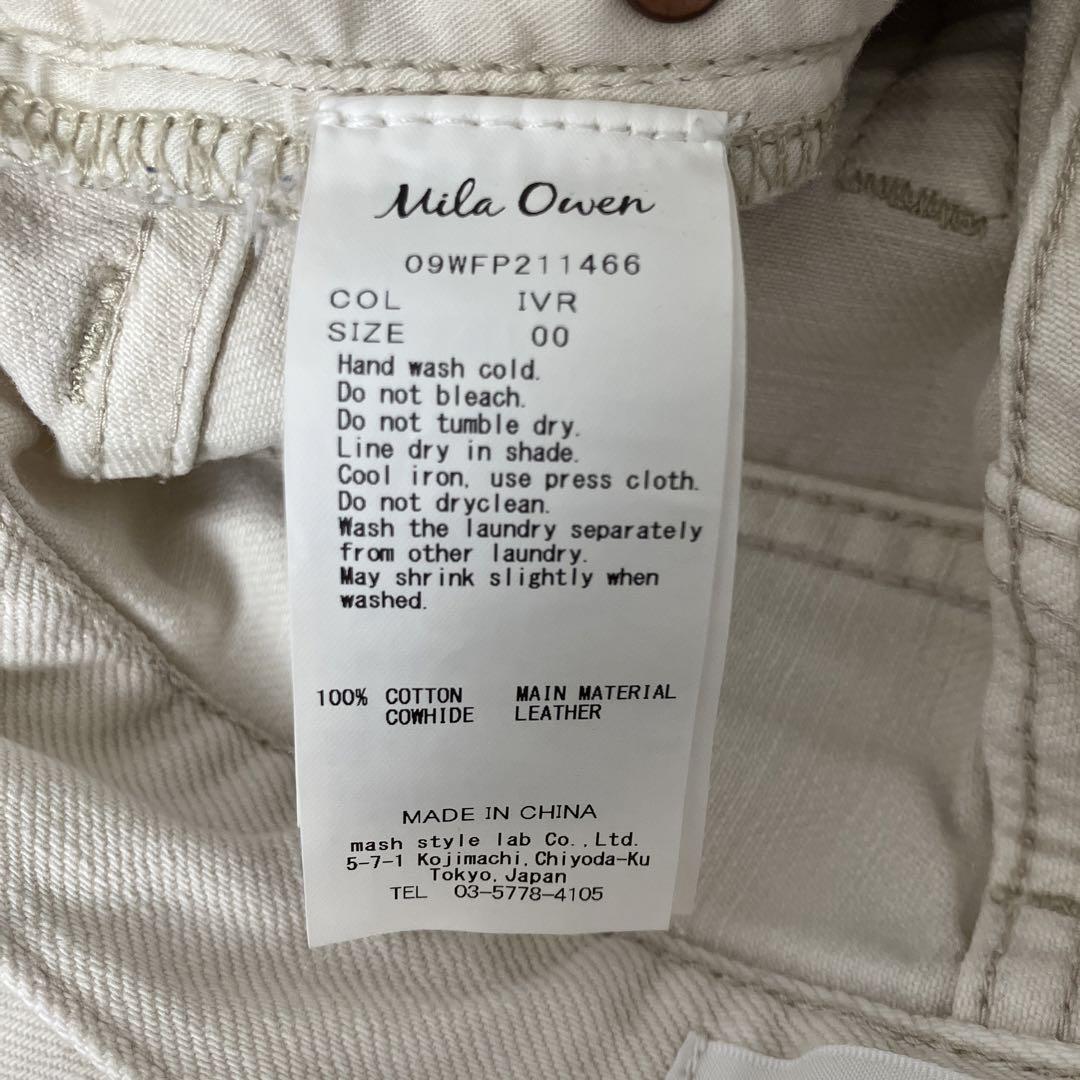 Mila Owen
09WFP211466
COL IVR
SIZE 00
Hand wash cold.
Do not bleach.
Do not tumble dry.
Line dry in shade.
Cool iron, use press cloth.
Do not dryclean.
Wash the laundry separately
from other laundry.
May shrink slightly when
washed.
100% COTTON MAIN MATERIAL
COWHIDE LEATHER
MADE IN CHINA
mash style lab Co.,Ltd.
5-7-1 Kojimachi,Chiyoda-Ku
Tokyo,Japan
TEL 03-5778-4105